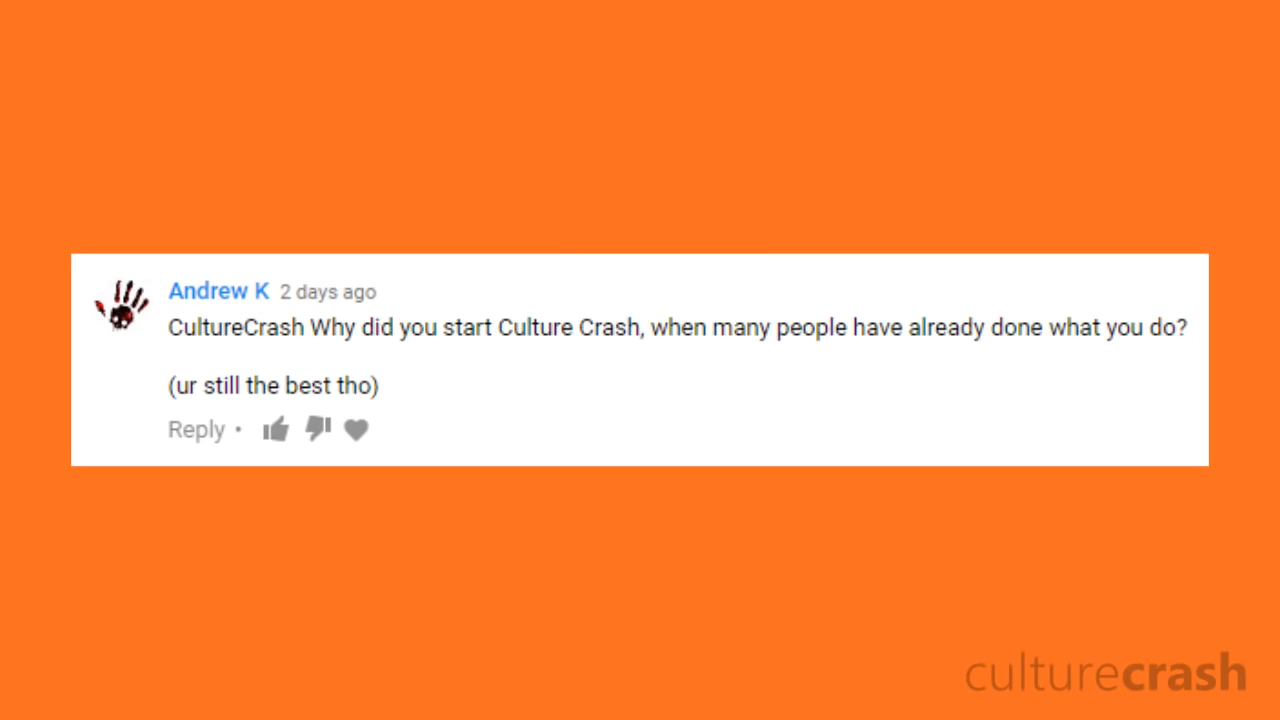 Andrew K 2 days ago
CultureCrash Why did you start Culture Crash, when many people have already done what you do?
(ur still the best tho)
Reply •
culturecrash